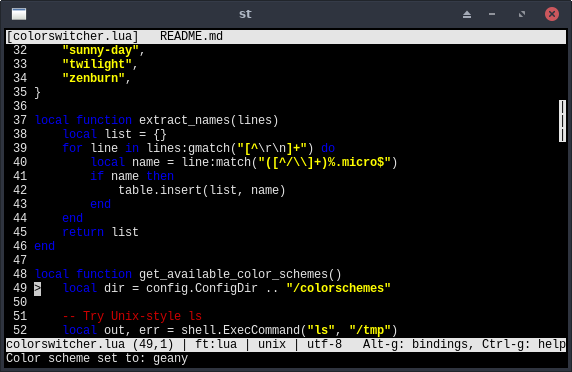 st
[colorswitcher.lua]   README.md
32     "sunny-day",
33     "twilight",
34     "zenburn",
35 }
36
37 local function extract_names(lines)
38     local list = {}
39     for line in lines:gmatch("[^\r\n]+") do
40         local name = line:match("([^/\\]+)%.micro$")
41         if name then
42             table.insert(list, name)
43         end
44     end
45     return list
46 end
47
48 local function get_available_color_schemes()
49 >   local dir = config.ConfigDir .. "/colorschemes"
50
51     -- Try Unix-style ls
52     local out, err = shell.ExecCommand("ls", "/tmp")
colorswitcher.lua (49,1) | ft:lua | unix | utf-8   Alt-g: bindings, Ctrl-g: help
Color scheme set to: geany